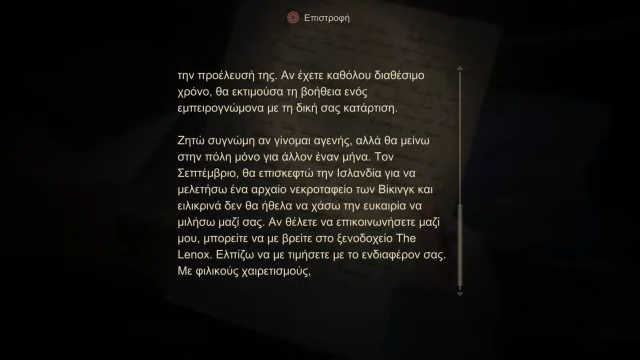 Επιστροφή
την προέλευσή της. Αν έχετε καθόλου διαθέσιμο
χρόνο, θα εκτιμούσα τη βοήθεια ενός
εμπειρογνώμονα με τη δική σας κατάρτιση.
Ζητώ συγνώμη αν γίνομαι αγενής, αλλά θα μείνω
στην πόλη μόνο για άλλον έναν μήνα. Τον
Σεπτέμβριο, θα επισκεφτώ την Ισλανδία για να
μελετήσω ένα αρχαίο νεκροταφείο των Βίκινγκ και
ειλικρινά δεν θα ήθελα να χάσω την ευκαιρία να
μιλήσω μαζί σας. Αν θέλετε να επικοινωνήσετε μαζί
μου, μπορείτε να με βρείτε στο ξενοδοχείο The
Lenox. Ελπίζω να με τιμήσετε με το ενδιαφέρον σας.
Με φιλικούς χαιρετισμούς,